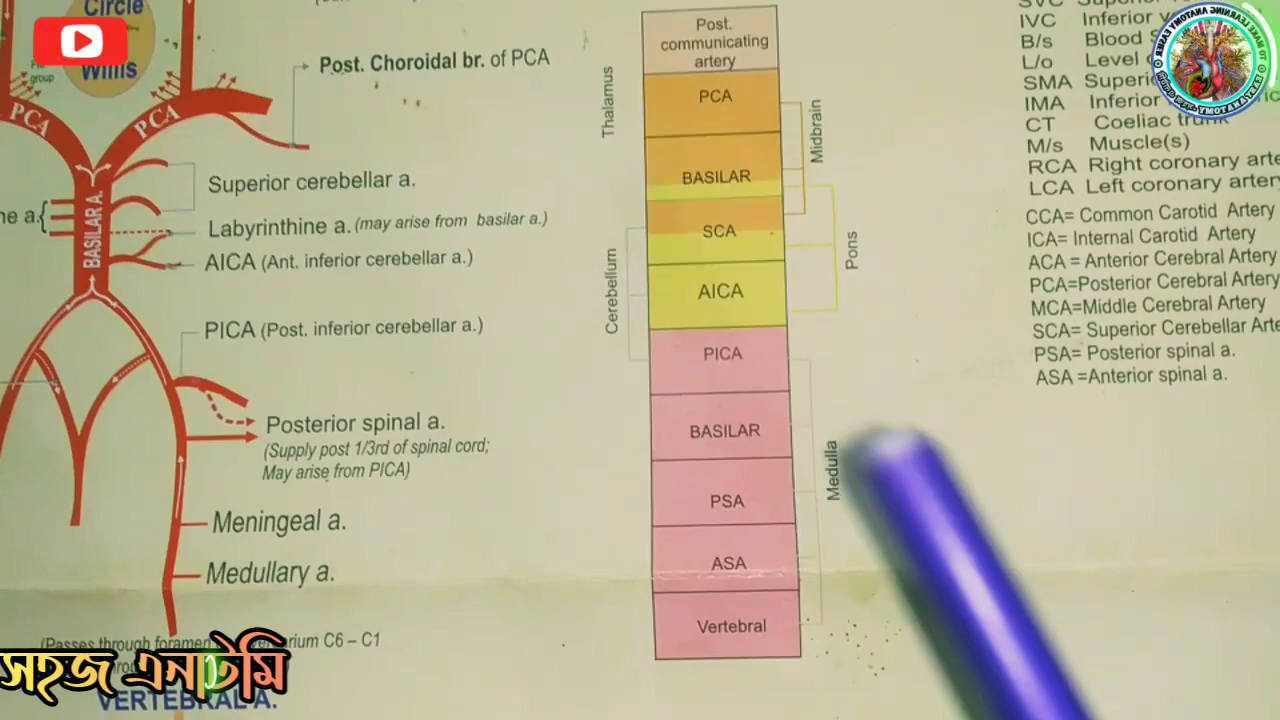 Circle
Willis
group
PCA
PCA
Post. Choroidal br. of PCA
Superior cerebellar a.
Labyrinthine a. (may arise from basilar a.)
AICA (Ant. inferior cerebellar a.)
BASILAR A.
PICA (Post. inferior cerebellar a.)
Posterior spinal a.
(Supply post 1/3rd of spinal cord;
May arise from PICA)
Meningeal a.
Medullary a.
(Passes through C6 – C1
সহজ এনাটমি
VERTEBRAL A.
Post.
communicating
artery
PCA
BASILAR
SCA
AICA
PICA
BASILAR
PSA
ASA
Vertebral
Thalamus
Cerebellum
Midbrain
Pons
Medulla
SVC
IVC Inferior
B/s Blood
L/o Level
SMA
IMA Inferior
CT Coeliac trunk
M/s Muscle(s)
RCA Right coronary
LCA Left coronary
CCA= Common Carotid Artery
ICA= Internal Carotid Artery
ACA = Anterior Cerebral Artery
PCA=Posterior Cerebral Artery
MCA=Middle Cerebral Artery
SCA= Superior Cerebellar
PSA= Posterior spinal a.
ASA =Anterior spinal a.